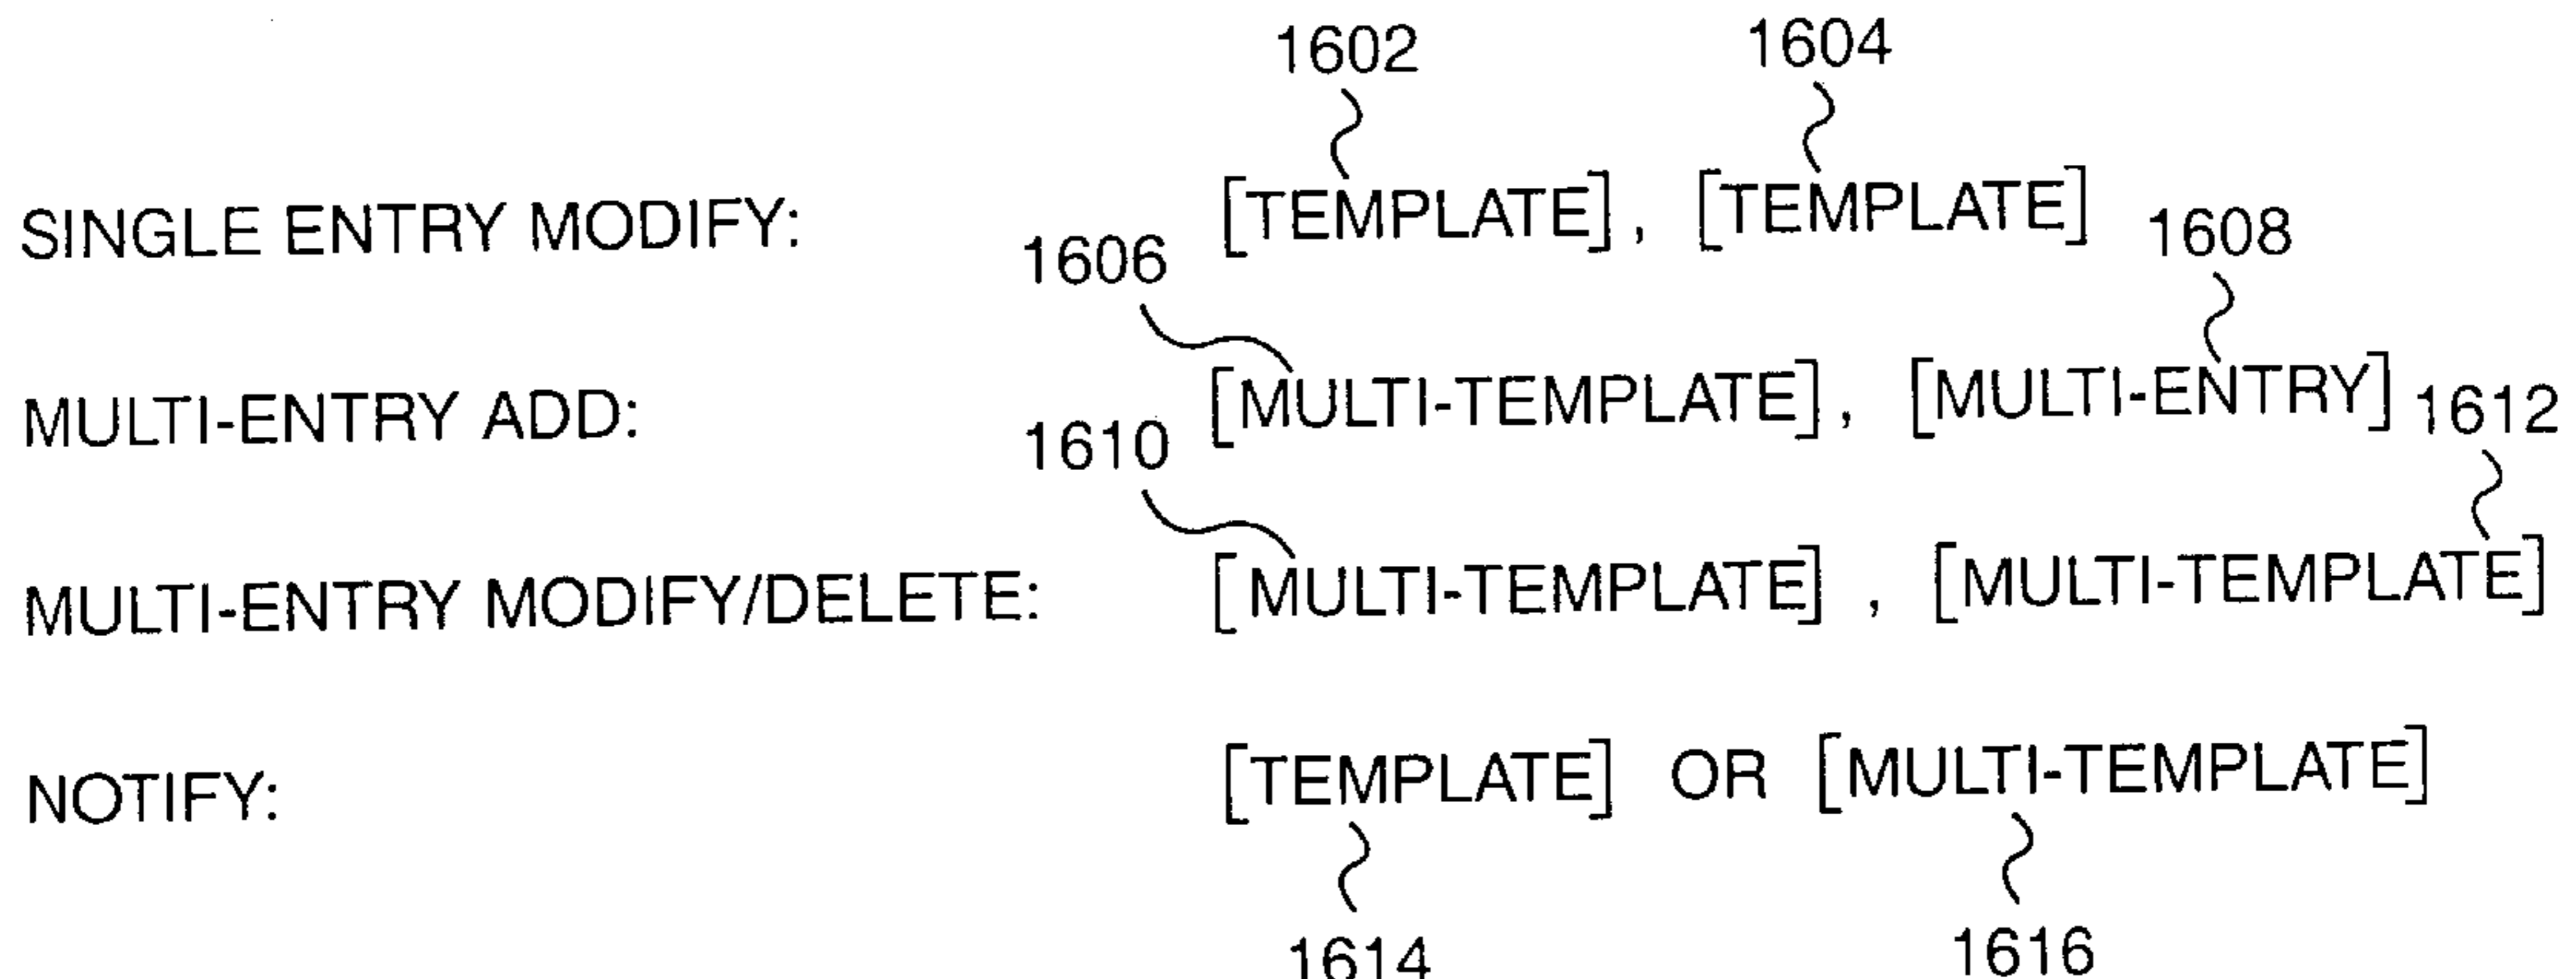 1602 1604
SINGLE ENTRY MODIFY: [TEMPLATE], [TEMPLATE]
1606 1608
MULTI-ENTRY ADD: [MULTI-TEMPLATE], [MULTI-ENTRY]
1610 1612
MULTI-ENTRY MODIFY/DELETE: [MULTI-TEMPLATE] , [MULTI-TEMPLATE]
NOTIFY: [TEMPLATE] OR [MULTI-TEMPLATE]
1614 1616